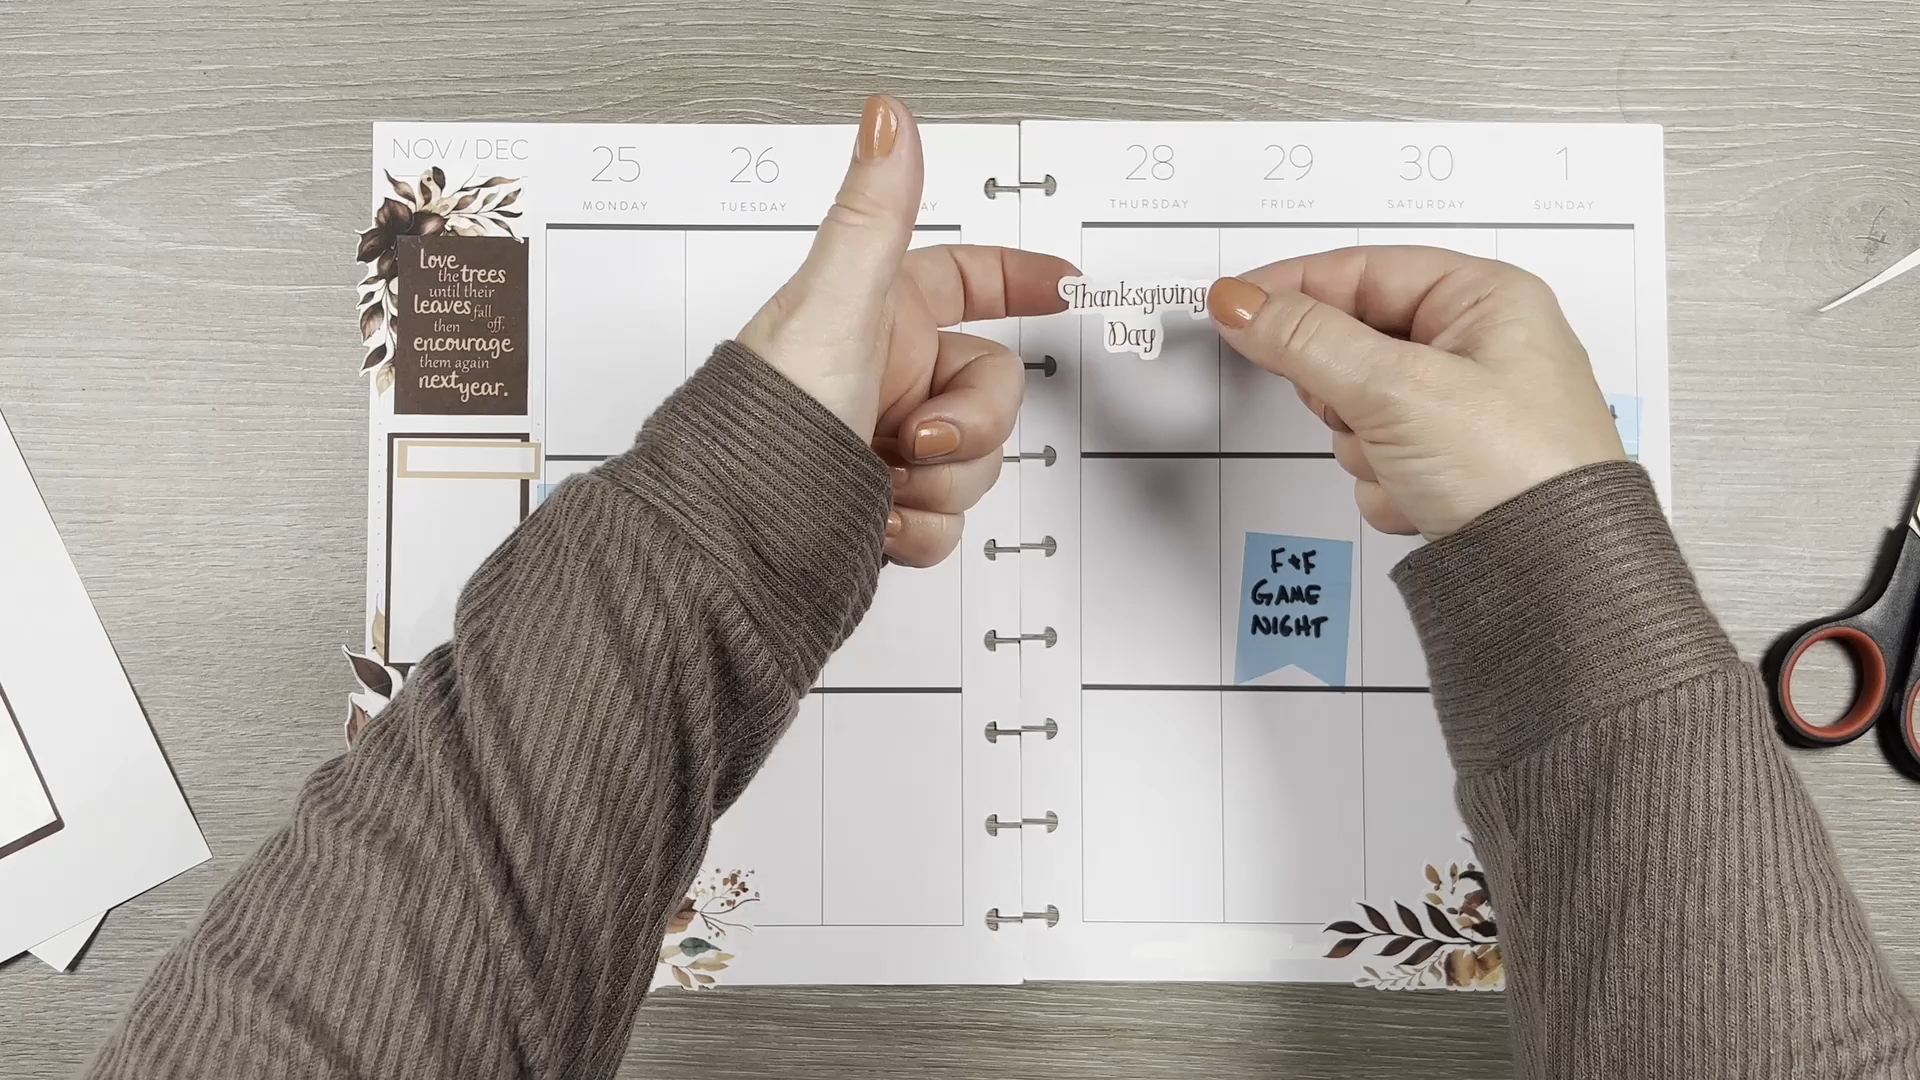 NOV / DEC
25
MONDAY
26
TUESDAY
AY
28
THURSDAY
29
FRIDAY
30
SATURDAY
1
SUNDAY
Love
the trees
until their
leaves fall
off,
then
encourage
them again
next year.
Thanksgiving
Day
F+F
GAME
NIGHT